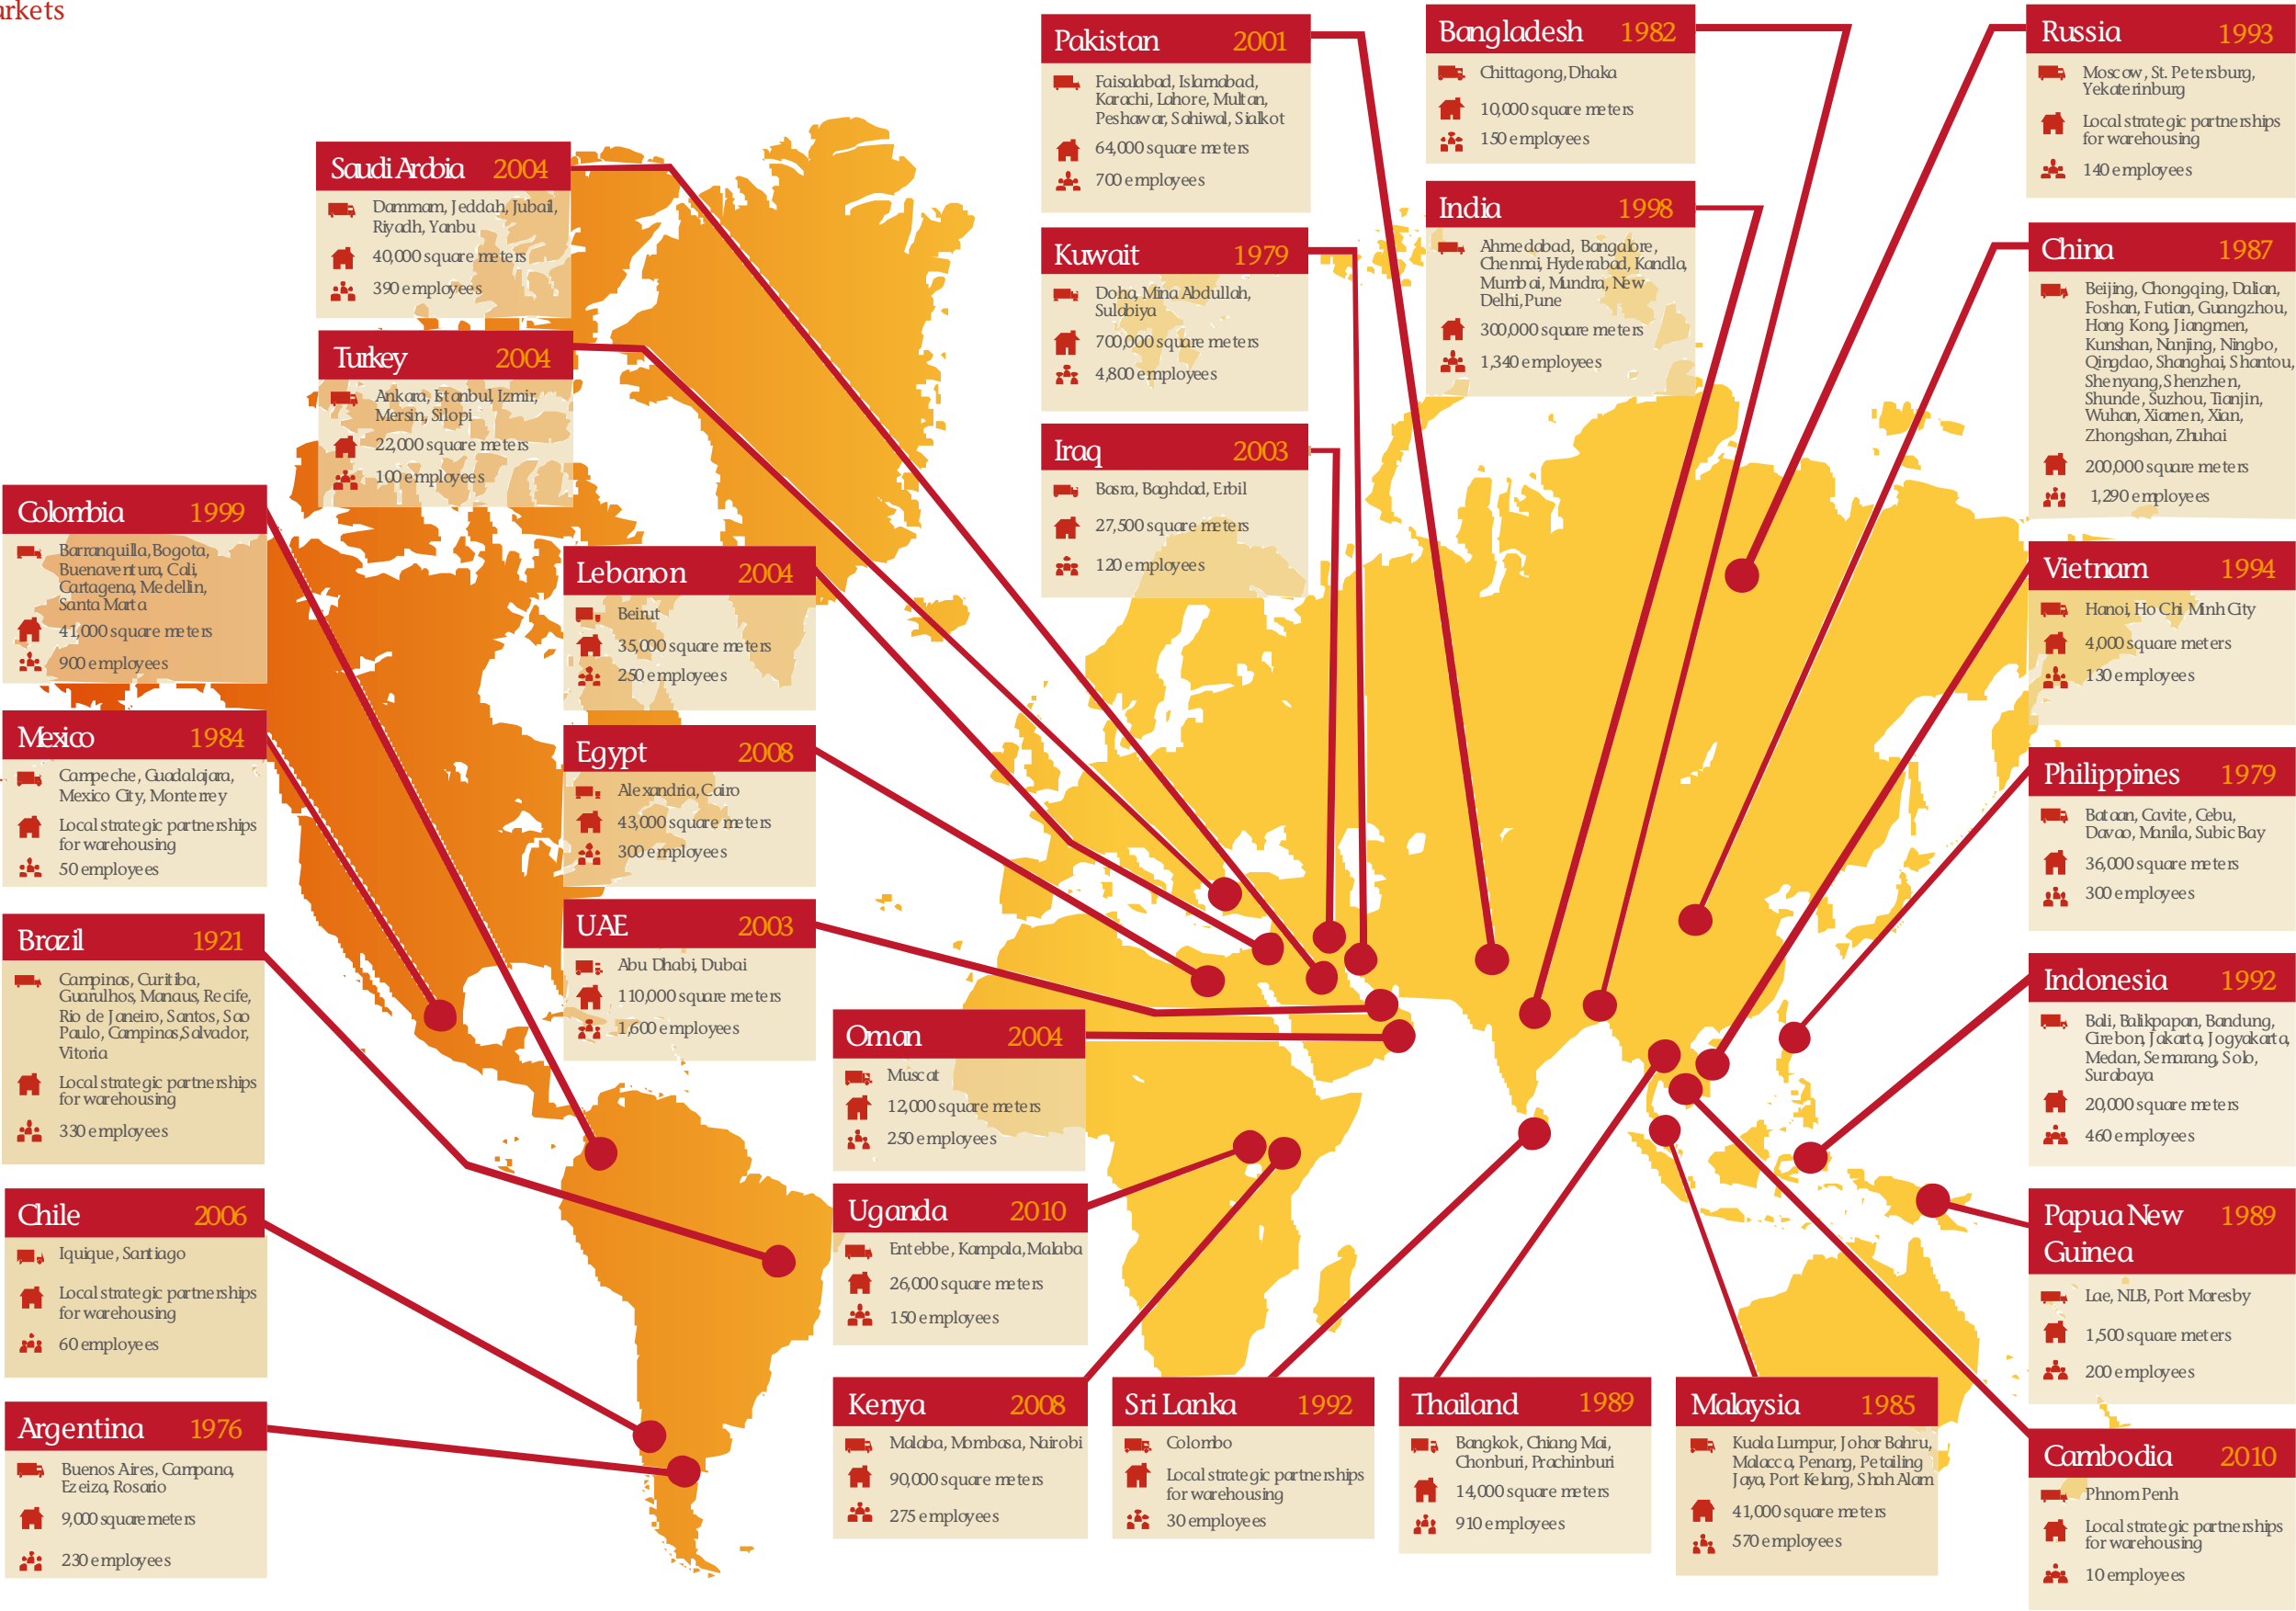 Saudi Arabia 2004
Dammam, Jeddah, Jubail,
Riyadh, Yanbu
40,000 square meters
390 employees
Turkey 2004
Ankara, Istanbul, Izmir,
Mersin, Silopi
22,000 square meters
100 employees
Colombia 1999
Barranquilla, Bogota,
Buenaventura, Cali,
Cartagena, Medellin,
Santa Marta
41,000 square meters
900 employees
Mexico 1984
Campeche, Guadalajara,
Mexico City, Monterrey
Local strategic partnerships
for warehousing
50 employees
Brazil 1921
Campinas, Curitiba,
Guarulhos, Manaus, Recife,
Rio de Janeiro, Santos, Sao
Paulo, Campinas,Salvador,
Vitoria
Local strategic partnerships
for warehousing
330 employees
Chile 2006
Iquique, Santiago
Local strategic partnerships
for warehousing
60 employees
Argentina 1976
Buenos Aires, Campana,
Ezeiza, Rosario
9,000 square meters
230 employees
Lebanon 2004
Beirut
35,000 square meters
250 employees
Egypt 2008
Alexandria, Cairo
43,000 square meters
300 employees
UAE 2003
Abu Dhabi, Dubai
110,000 square meters
1,600 employees
Oman 2004
Muscat
12,000 square meters
250 employees
Uganda 2010
Entebbe, Kampala, Malaba
26,000 square meters
150 employees
Kenya 2008
Malaba, Mombasa, Nairobi
90,000 square meters
275 employees
Sri Lanka 1992
Colombo
Local strategic partnerships
for warehousing
30 employees
Thailand 1989
Bangkok, Chiang Mai,
Chonburi, Prachinburi
14,000 square meters
910 employees
Malaysia 1985
Kuala Lumpur, Johor Bahru,
Malacca, Penang, Petailing
Jaya, Port Kelang, Shah Alam
41,000 square meters
570 employees
Pakistan 2001
Faisalabad, Islamabad,
Karachi, Lahore, Multan,
Peshawar, Sahiwal, Sialkot
64,000 square meters
700 employees
Kuwait 1979
Doha, Mina Abdullah,
Sulabiya
700,000 square meters
4,800 employees
Iraq 2003
Basra, Baghdad, Erbil
27,500 square meters
120 employees
Bangladesh 1982
Chittagong, Dhaka
10,000 square meters
150 employees
India 1998
Ahmedabad, Bangalore,
Chennai, Hyderabad, Kandla,
Mumbai, Mundra, New
Delhi, Pune
300,000 square meters
1,340 employees
Russia 1993
Moscow, St. Petersburg,
Yekaterinburg
Local strategic partnerships
for warehousing
140 employees
China 1987
Beijing, Chongqing, Dalian,
Foshan, Futian, Guangzhou,
Hong Kong, Jiangmen,
Kunshan, Nanjing, Ningbo,
Qingdao, Shanghai, Shantou,
Shenyang, Shenzhen,
Shunde, Suzhou, Tianjin,
Wuhan, Xiamen, Xian,
Zhongshan, Zhuhai
200,000 square meters
1,290 employees
Vietnam 1994
Hanoi, Ho Chi Minh City
4,000 square meters
130 employees
Philippines 1979
Bataan, Cavite, Cebu,
Davao, Manila, Subic Bay
36,000 square meters
300 employees
Indonesia 1992
Bali, Balikpapan, Bandung,
Cirebon, Jakarta, Jogyakarta,
Medan, Semarang, Solo,
Surabaya
20,000 square meters
460 employees
Papua New 1989
Guinea
Lae, NLB, Port Moresby
1,500 square meters
200 employees
Cambodia 2010
Phnom Penh
Local strategic partnerships
for warehousing
10 employees